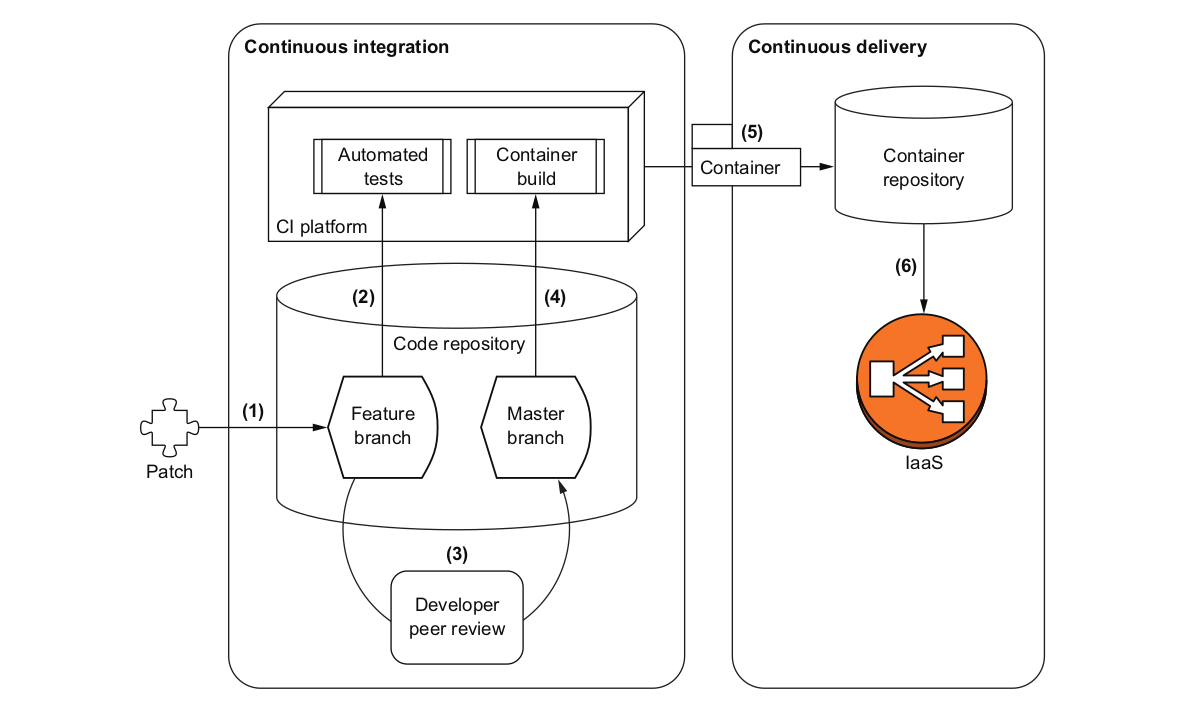 Continuous integration
Continuous delivery
Automated
tests
Container
build
CI platform
(5)
Container
Container
repository
(2)
(4)
(6)
Code repository
(1)
Feature
branch
Master
branch
Patch
IaaS
(3)
Developer
peer review